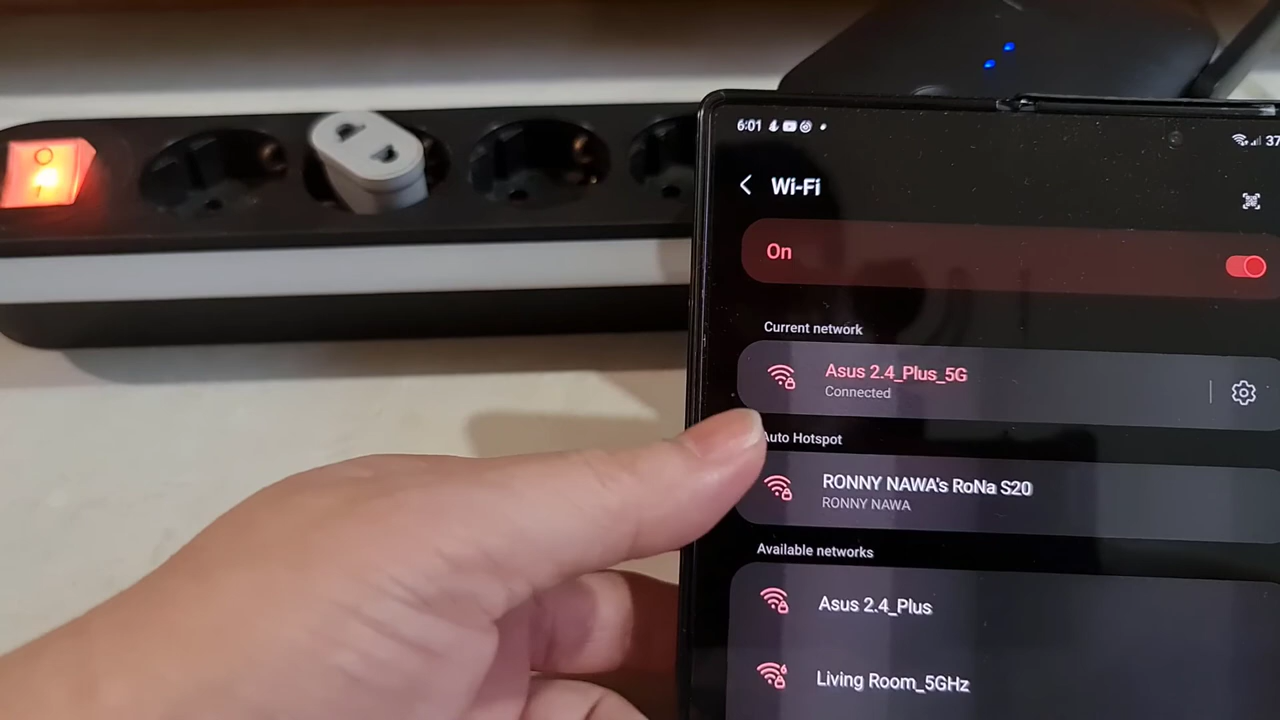 6:01
37
Wi-Fi
On
Current network
Asus 2.4_Plus_5G
Connected
Auto Hotspot
RONNY NAWA's RoNa S20
RONNY NAWA
Available networks
Asus 2.4_Plus
Living Room_5GHz